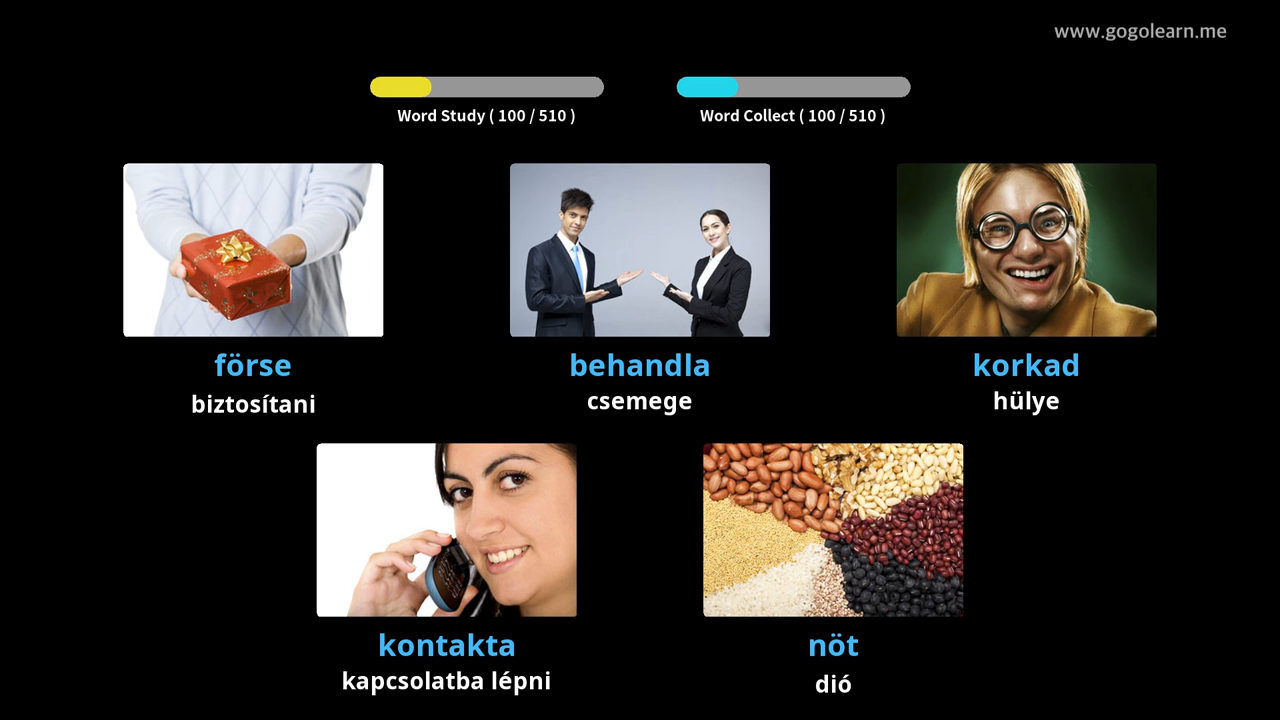 www.gogolearn.me
Word Study ( 100 / 510 )
Word Collect ( 100 / 510 )
förse
biztosítani
behandla
csemege
korkad
hülye
kontakta
kapcsolatba lépni
nöt
dió